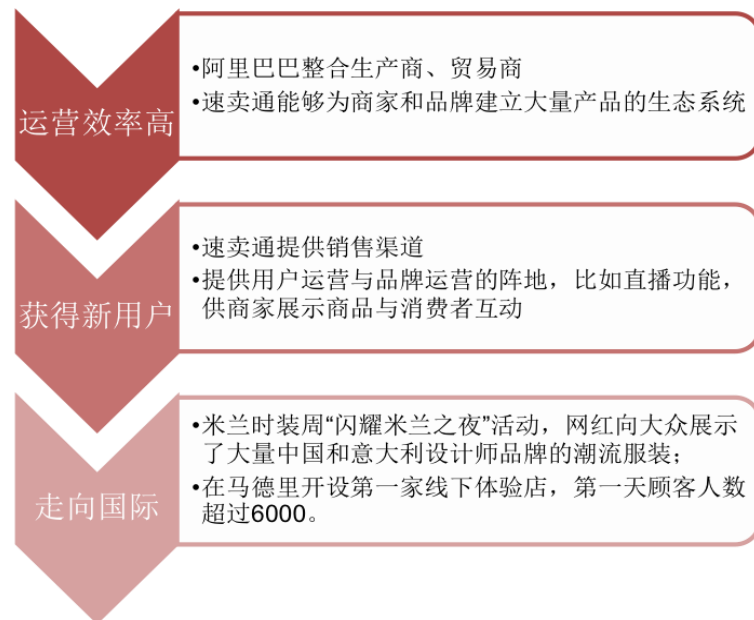 运营效率高
•阿里巴巴整合生产商、贸易商
•速卖通能够为商家和品牌建立大量产品的生态系统
获得新用户
•速卖通提供销售渠道
•提供用户运营与品牌运营的阵地，比如直播功能，
供商家展示商品与消费者互动
走向国际
•米兰时装周“闪耀米兰之夜”活动，网红向大众展示
了大量中国和意大利设计师品牌的潮流服装；
•在马德里开设第一家线下体验店，第一天顾客人数
超过6000。